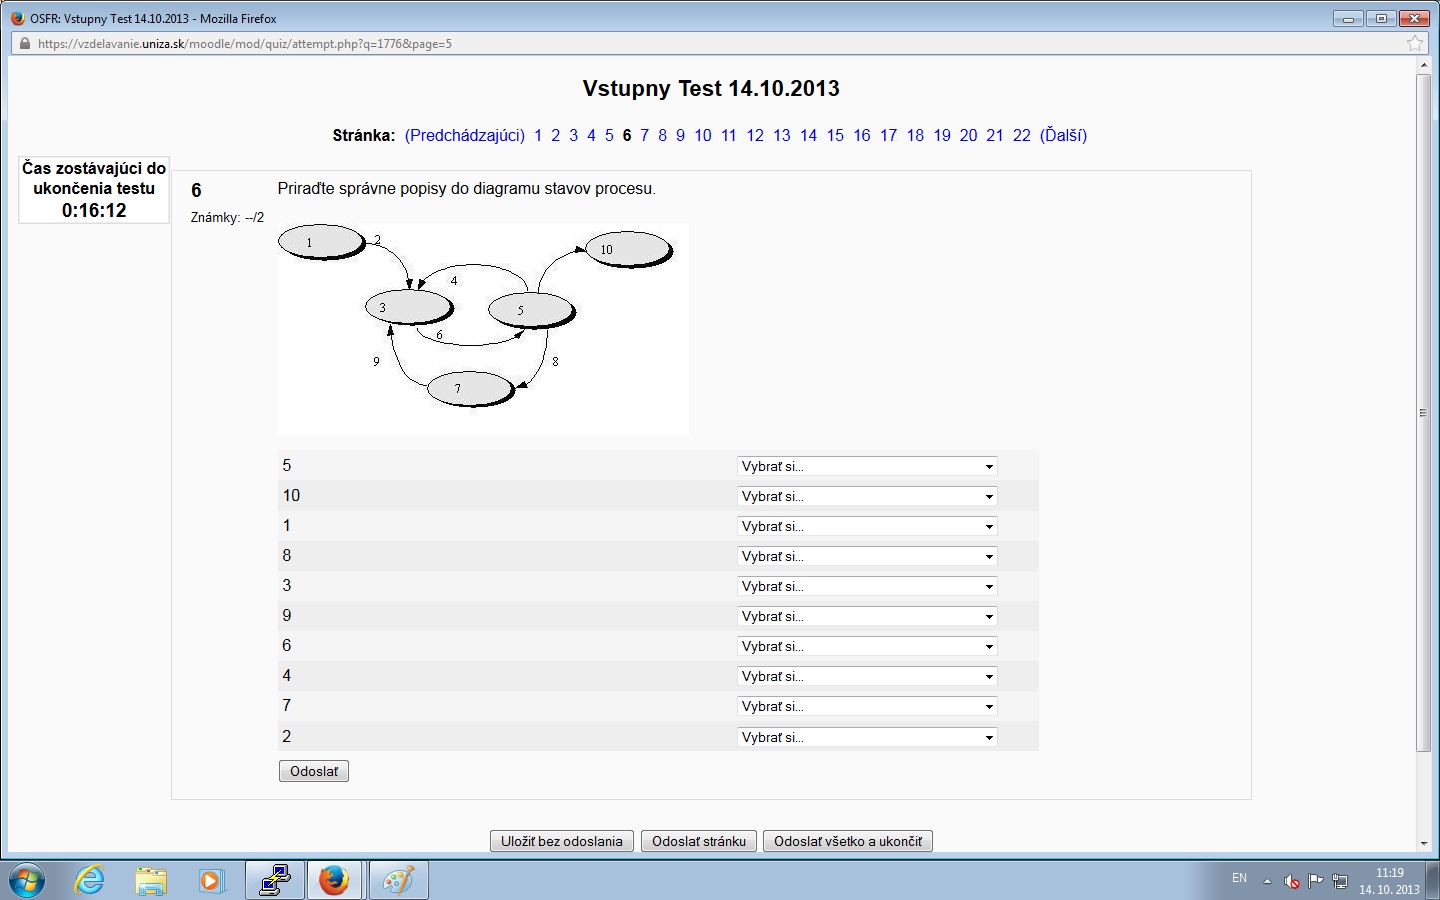 OSFR: Vstupny Test 14.10.2013 - Mozilla Firefox
https://vzdelavanie.uniza.sk/moodle/mod/quiz/attempt.php?q=1776&page=5
Vstupny Test 14.10.2013
Stránka: (Predchádzajúci) 1 2 3 4 5 6 7 8 9 10 11 12 13 14 15 16 17 18 19 20 21 22 (Ďalší)
Čas zostávajúci do
ukončenia testu
0:16:12
6
Známky: --/2
Priraďte správne popisy do diagramu stavov procesu.
1
2
10
4
3
5
6
9
8
7
5 Vybrať si...
10 Vybrať si...
1 Vybrať si...
8 Vybrať si...
3 Vybrať si...
9 Vybrať si...
6 Vybrať si...
4 Vybrať si...
7 Vybrať si...
2 Vybrať si...
Odoslať
Uložiť bez odoslania Odoslať stránku Odoslať všetko a ukončiť
EN
11:19
14. 10. 2013